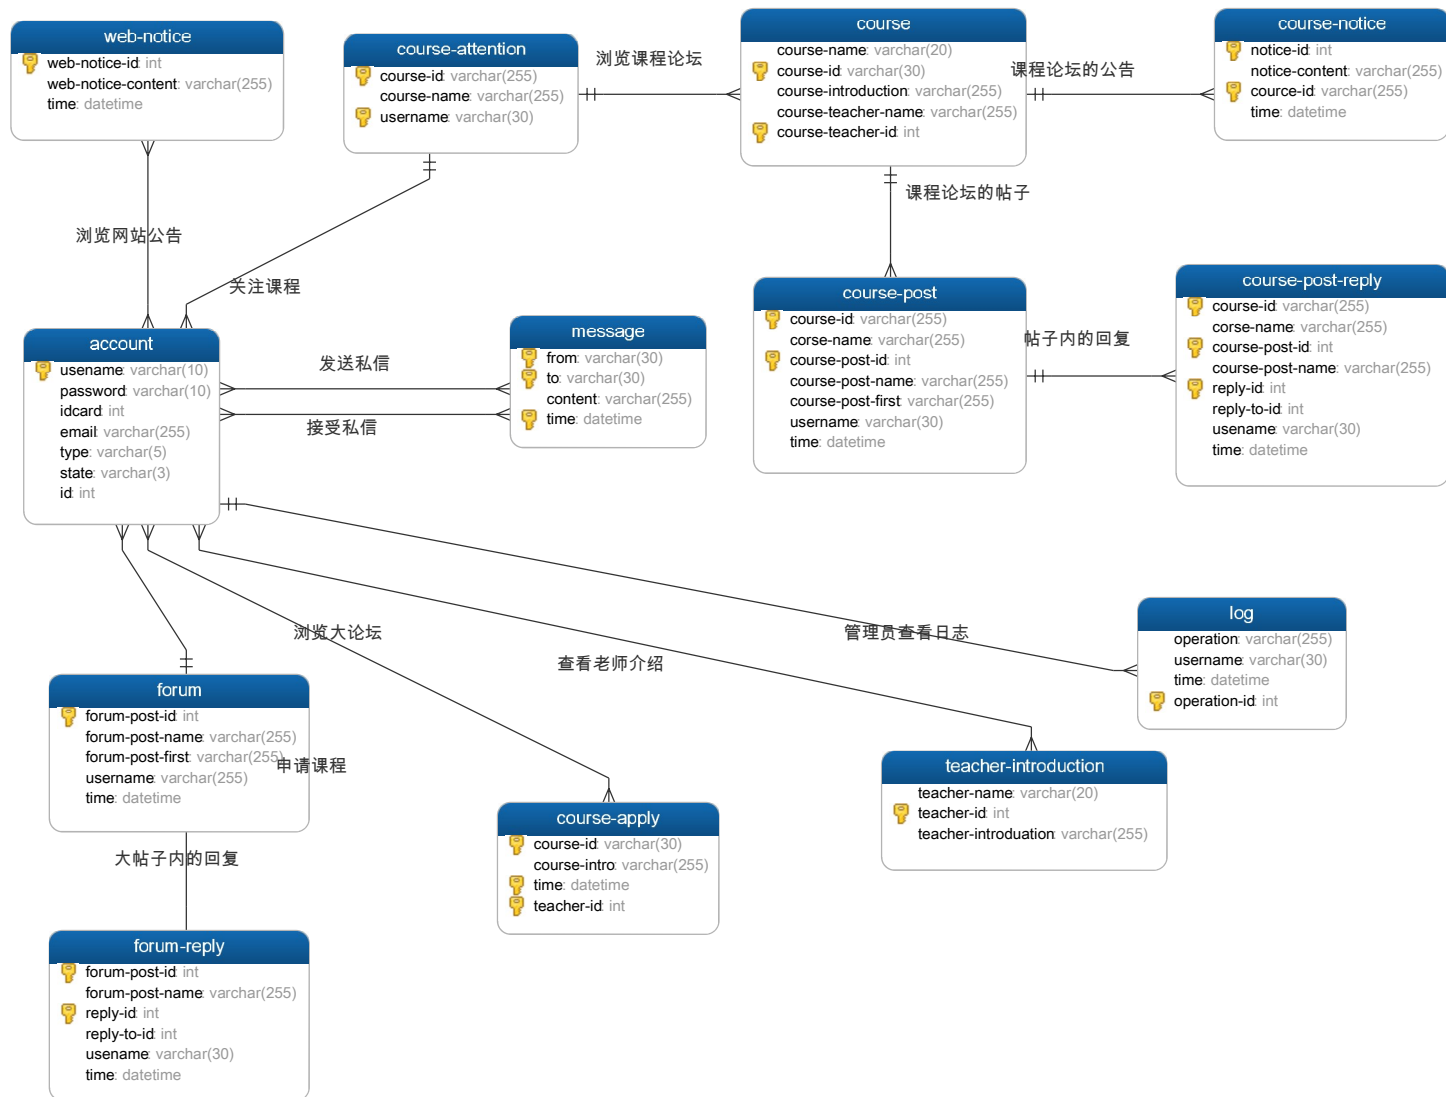 web-notice
web-notice-id: int
web-notice-content: varchar(255)
time: datetime
course-attention
course-id: varchar(255)
course-name: varchar(255)
username: varchar(30)
浏览课程论坛
course
course-name: varchar(20)
course-id: varchar(30)
course-introduction: varchar(255)
course-teacher-name: varchar(255)
course-teacher-id: int
课程论坛的公告
course-notice
notice-id: int
notice-content: varchar(255)
cource-id: varchar(255)
time: datetime
浏览网站公告
关注课程
课程论坛的帖子
account
usename: varchar(10)
password: varchar(10)
idcard: int
email: varchar(255)
type: varchar(5)
state: varchar(3)
id: int
发送私信
接受私信
message
from: varchar(30)
to: varchar(30)
content: varchar(255)
time: datetime
course-post
course-id: varchar(255)
corse-name: varchar(255)
course-post-id: int
course-post-name: varchar(255)
course-post-first: varchar(255)
username: varchar(30)
time: datetime
帖子内的回复
course-post-reply
course-id: varchar(255)
corse-name: varchar(255)
course-post-id: int
course-post-name: varchar(255)
reply-id: int
reply-to-id: int
usename: varchar(30)
time: datetime
浏览大论坛
查看老师介绍
管理员查看日志
log
operation: varchar(255)
username: varchar(30)
time: datetime
operation-id: int
forum
forum-post-id: int
forum-post-name: varchar(255)
forum-post-first: varchar(255)
username: varchar(255)
time: datetime
申请课程
course-apply
course-id: varchar(30)
course-intro: varchar(255)
time: datetime
teacher-id: int
teacher-introduction
teacher-name: varchar(20)
teacher-id: int
teacher-introduation: varchar(255)
大帖子内的回复
forum-reply
forum-post-id: int
forum-post-name: varchar(255)
reply-id: int
reply-to-id: int
usename: varchar(30)
time: datetime